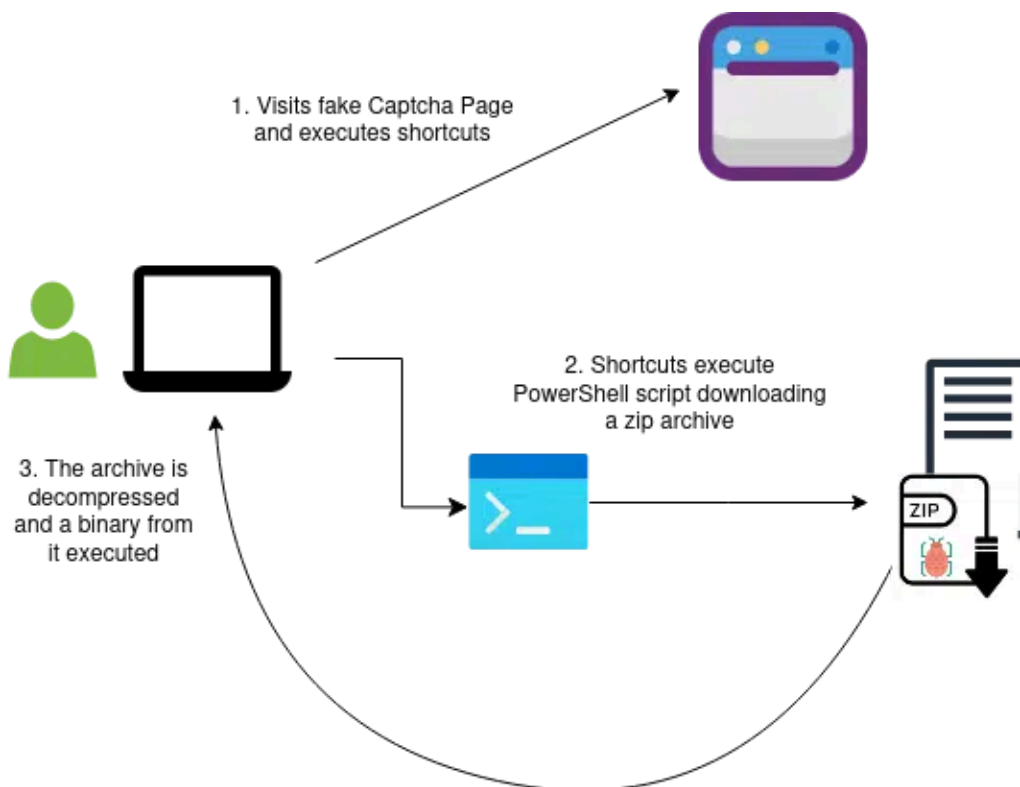 1. Visits fake Captcha Page
and executes shortcuts
2. Shortcuts execute
PowerShell script downloading
a zip archive
3. The archive is
decompressed
and a binary from
it executed
ZIP